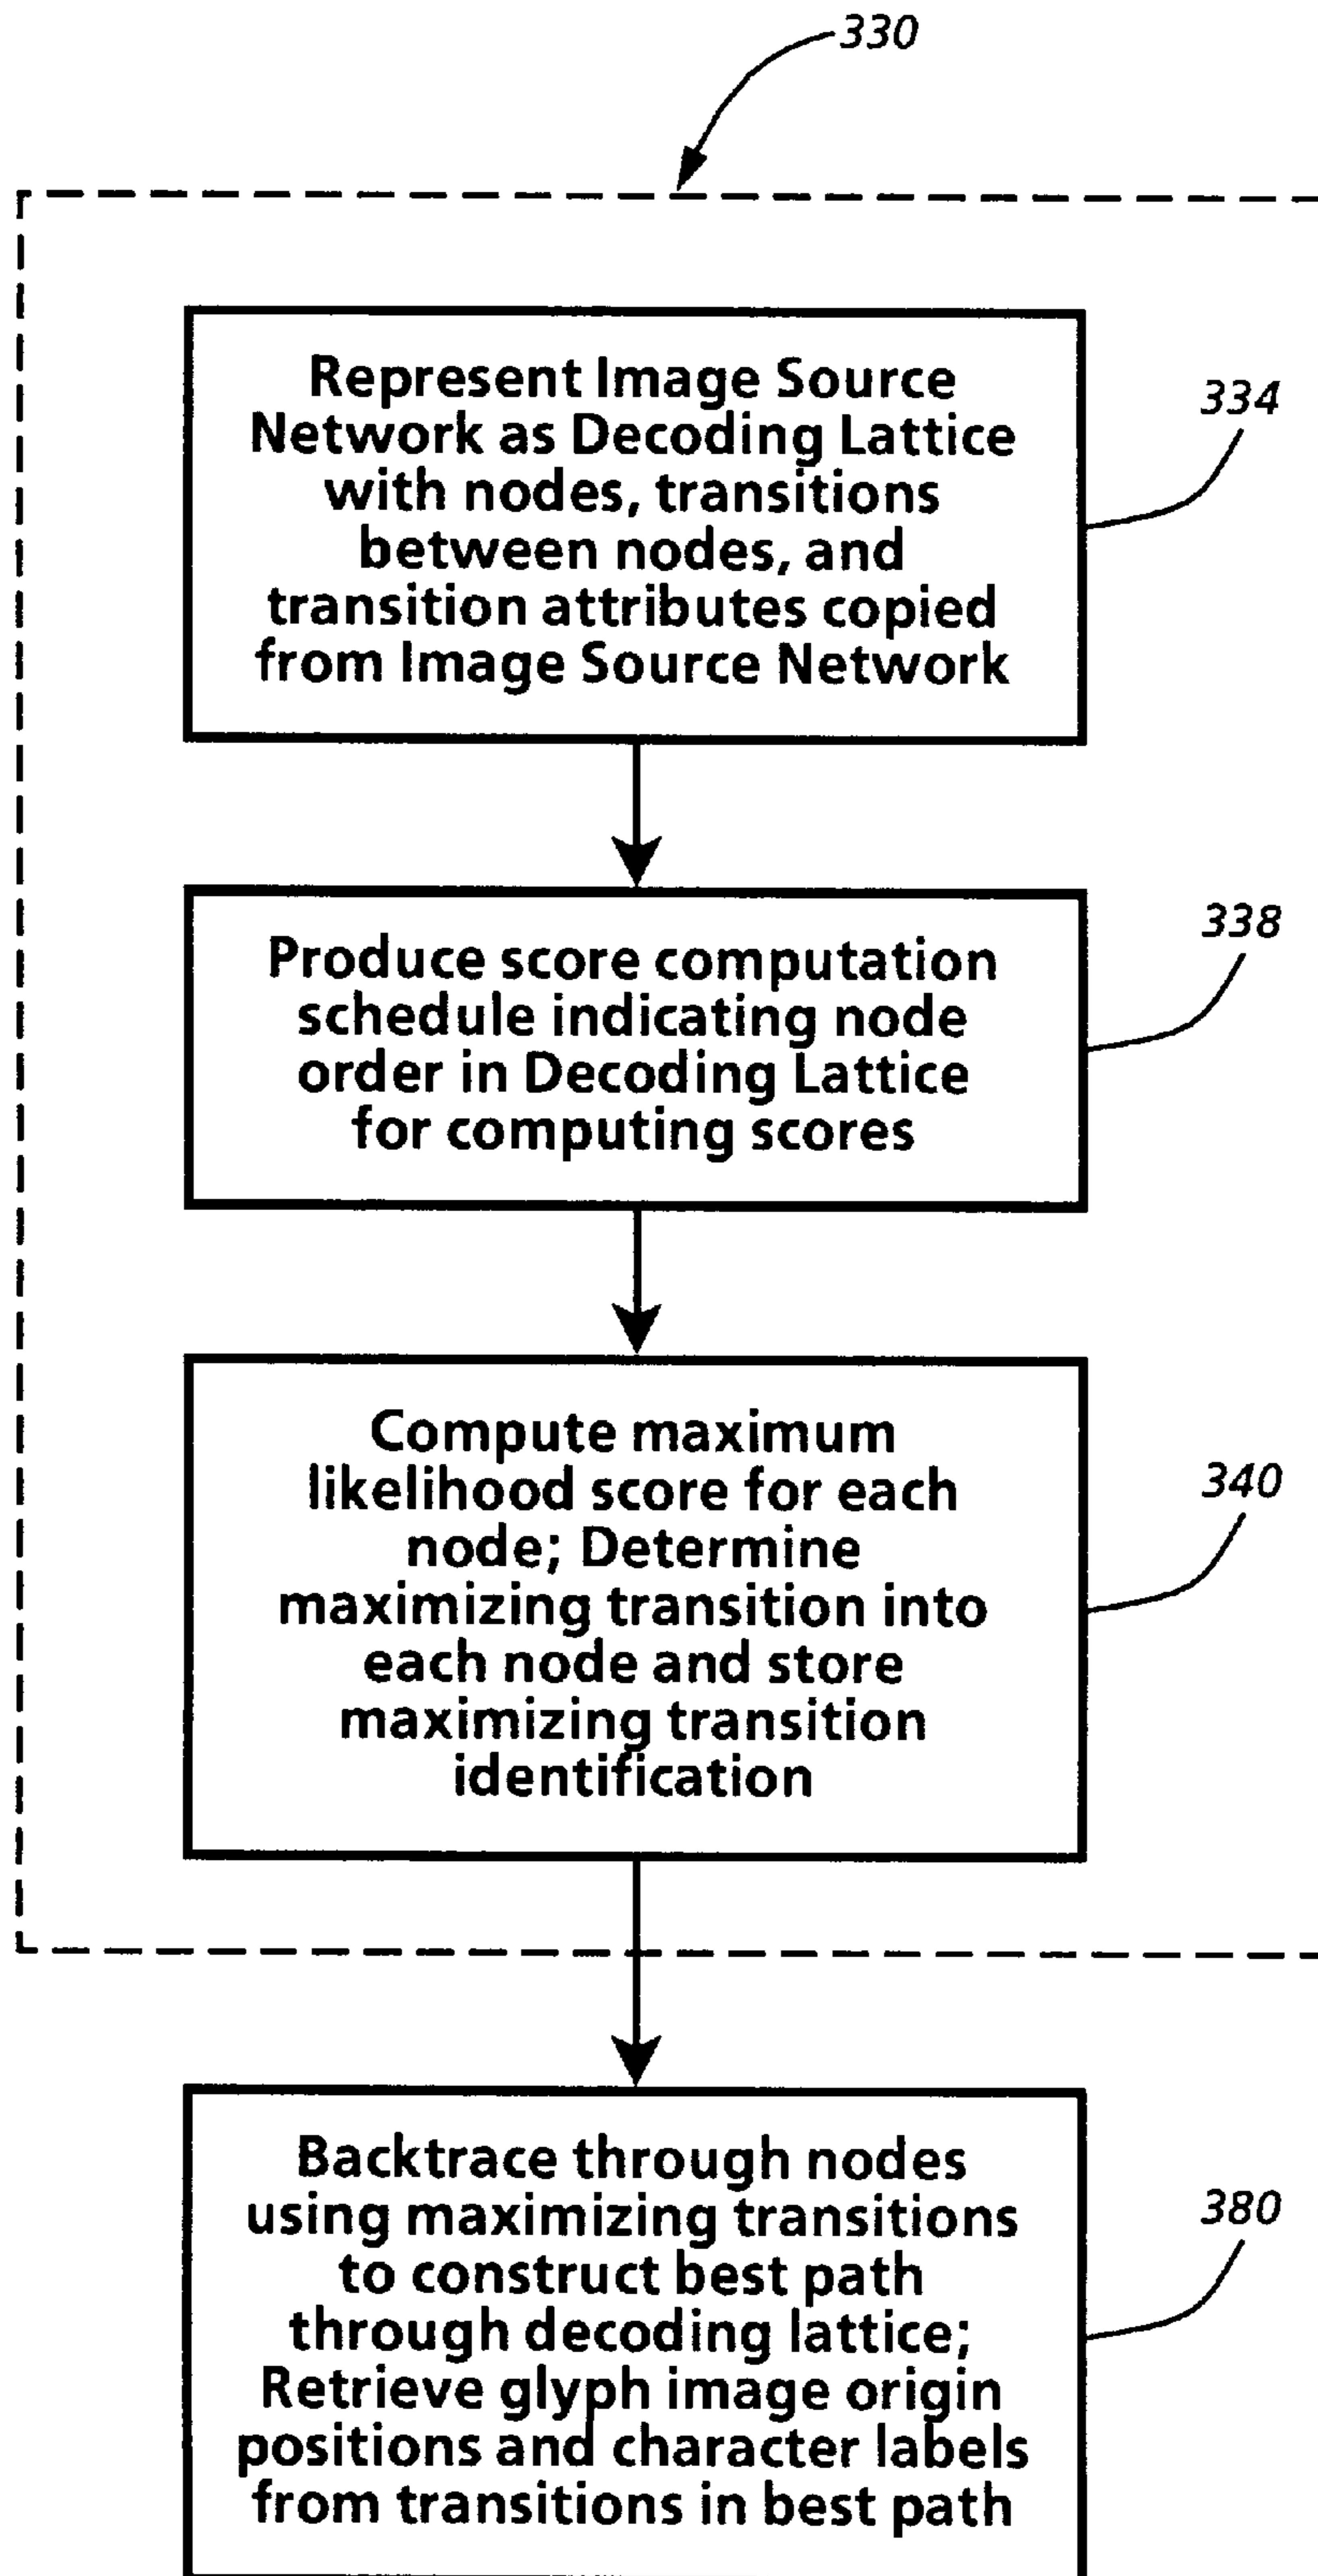 330
Represent Image Source
Network as Decoding Lattice
with nodes, transitions
between nodes, and
transition attributes copied
from Image Source Network
334
Produce score computation
schedule indicating node
order in Decoding Lattice
for computing scores
338
Compute maximum
likelihood score for each
node; Determine
maximizing transition into
each node and store
maximizing transition
identification
340
Backtrace through nodes
using maximizing transitions
to construct best path
through decoding lattice;
Retrieve glyph image origin
positions and character labels
from transitions in best path
380